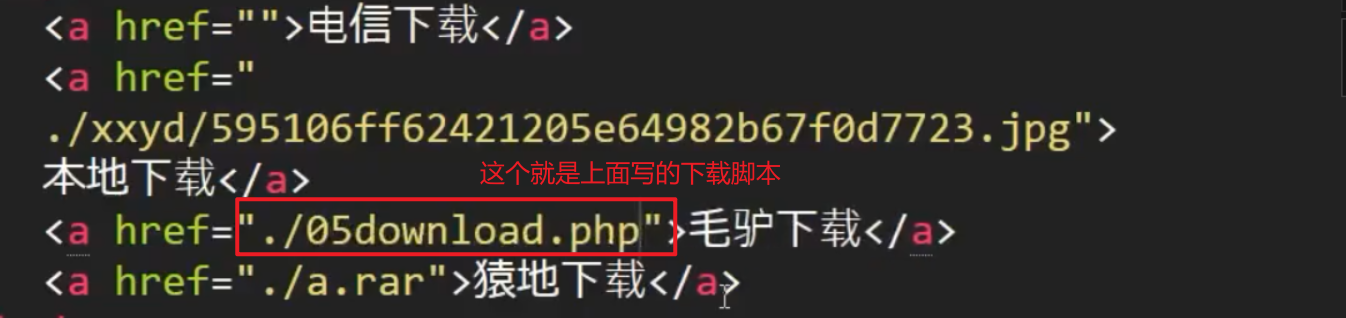 <a href="">电信下载</a>
<a href="
./xxyd/595106ff62421205e64982b67f0d7723.jpg">
本地下载</a>
这个就是上面写的下载脚本
<a href="./05download.php">毛驴下载</a>
<a href="./a.rar">猿地下载</a>